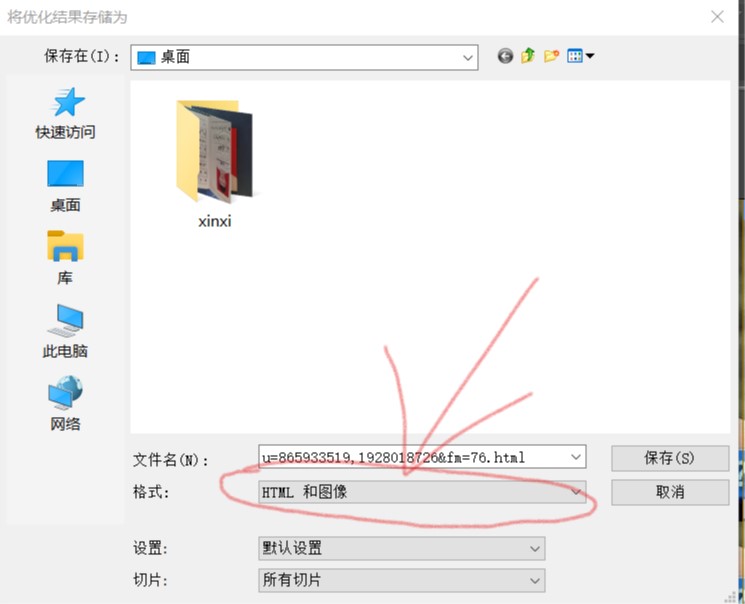 将优化结果存储为
保存在(I): 桌面
快速访问
桌面
库
此电脑
网络
xinxi
文件名(N): u=865933519,1928018726&fm=76.html 保存(S)
格式: HTML 和图像 取消
设置: 默认设置
切片: 所有切片